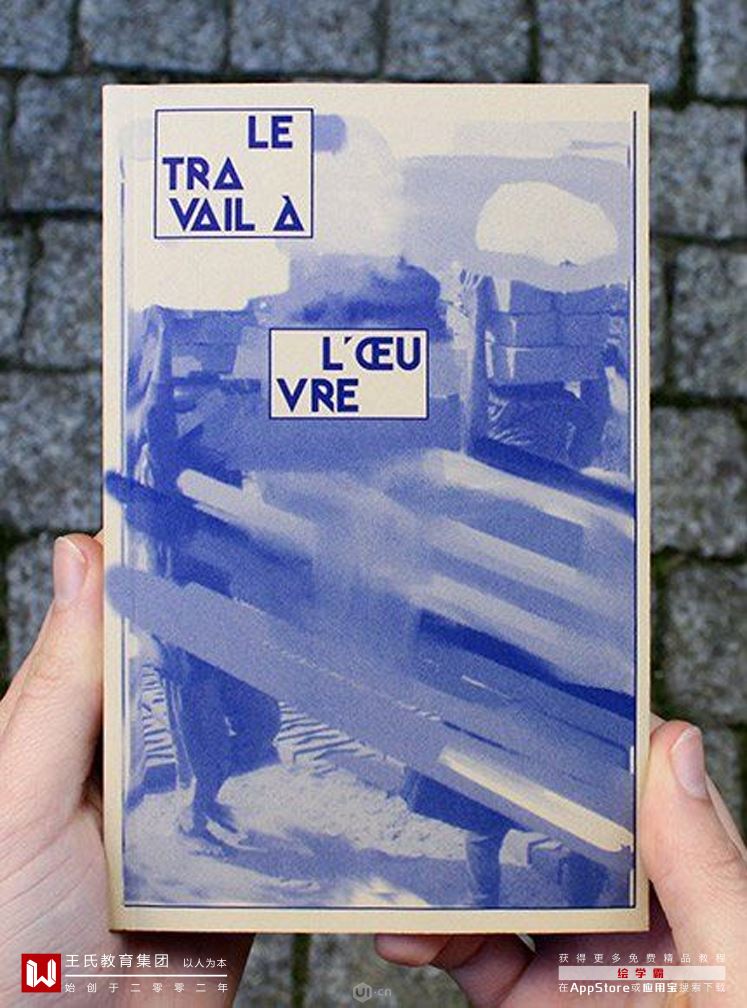 LE
TRA
VAIL À
L'ŒU
VRE
王氏教育集团 以人为本
始创于二零零二年
UI·cn
获得更多免费精品教程
绘学霸
在AppStore或应用宝搜索下载